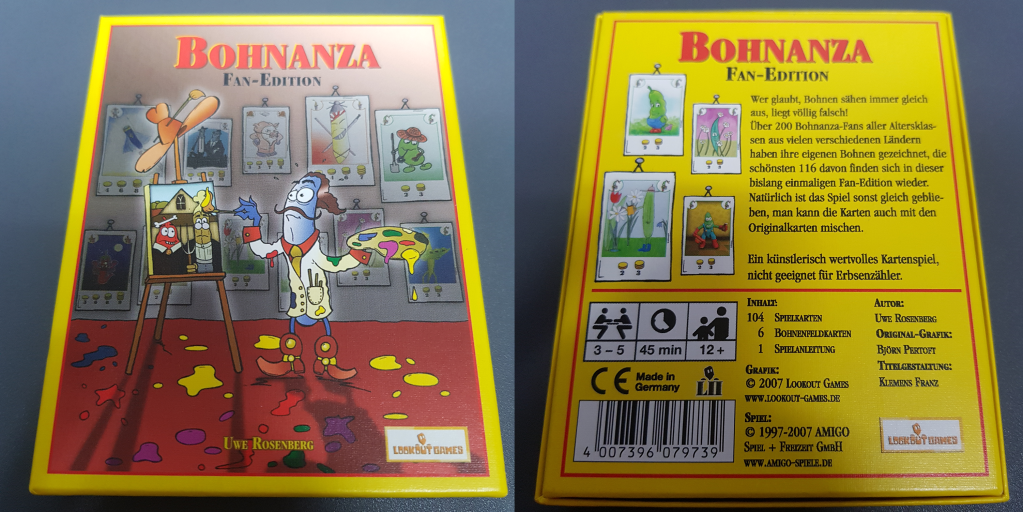 BOHNANZA
FAN-EDITION
UWE ROSENBERG
LOOKOUT GAMES
BOHNANZA
FAN-EDITION
Wer glaubt, Bohnen sähen immer gleich
aus, liegt völlig falsch!
Über 200 Bohnanza-Fans aller Altersklas-
sen aus vielen verschiedenen Ländern
haben ihre eigenen Bohnen gezeichnet, die
schönsten 116 davon finden sich in dieser
bislang einmaligen Fan-Edition wieder.
Natürlich ist das Spiel sonst gleich geblie-
ben, man kann die Karten auch mit den
Originalkarten mischen.
Ein künstlerisch wertvolles Kartenspiel,
nicht geeignet für Erbsenzähler.
3 – 5
45 min
12 +
CE
Made in
Germany
4 007396 079739
INHALT:
104 SPIELKARTEN
6 BOHNENFELDKARTEN
1 SPIELANLEITUNG
GRAFIK:
© 2007 LOOKOUT GAMES
WWW.LOOKOUT-GAMES.DE
SPIEL:
© 1997-2007 AMIGO
SPIEL + FREIZEIT GMBH
WWW.AMIGO-SPIELE.DE
AUTOR:
UWE ROSENBERG
ORIGINAL-GRAFIK:
BJÖRN PERTOFT
TITELGESTALTUNG:
KLEMENS FRANZ
LOOKOUT GAMES